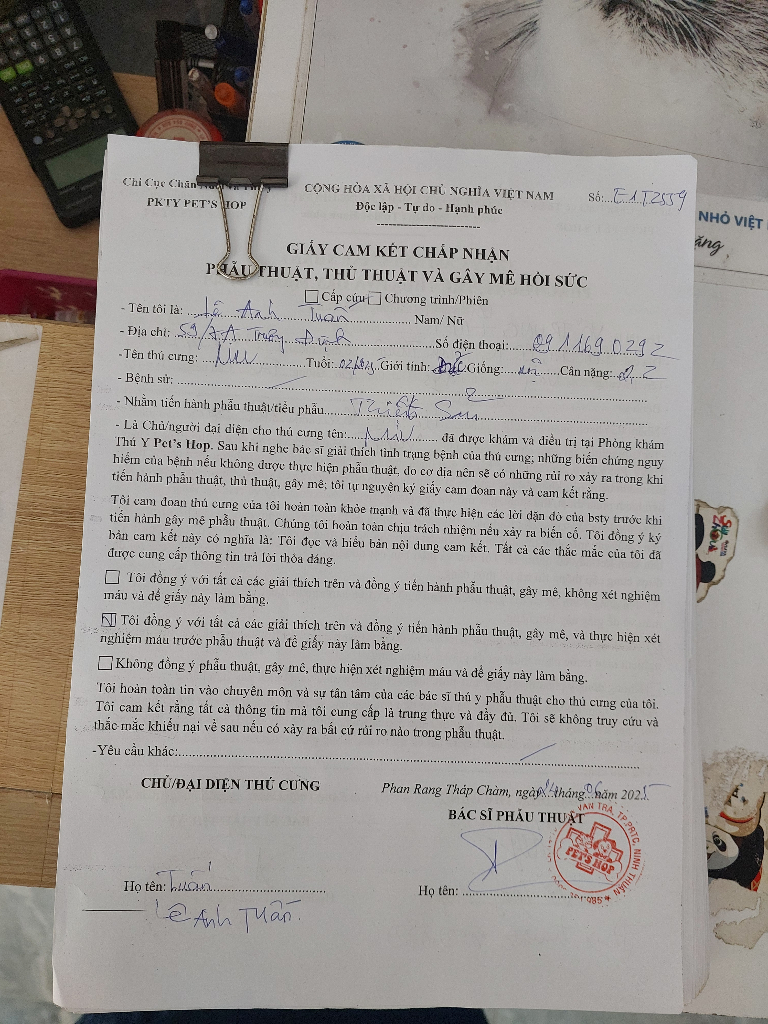 Chi Cục Chăn Nuôi Và Thú Y
PKTY PET'S HOP
CỘNG HÒA XÃ HỘI CHỦ NGHĨA VIỆT NAM
Độc lập - Tự do - Hạnh phúc
Số:...E1T2559
NHỎ VIỆT
GIẤY CAM KẾT CHẤP NHẬN
PHẪU THUẬT, THỦ THUẬT VÀ GÂY MÊ HỒI SỨC
Cấp cứu Chương trình/Phiên
- Tên tôi là: Lê Anh Tuấn Nam/ Nữ
- Địa chỉ: 59/7A Trương Định Số điện thoại: 0911690292
-Tên thú cưng: Tuổi: Giới tính: Đực Giống: Cân nặng:
- Bệnh sử:
- Nhằm tiến hành phẫu thuật/tiểu phẫu Triệt Sản
- Là Chủ/người đại diện cho thú cưng tên: đã được khám và điều trị tại Phòng khám
Thú Y Pet's Hop. Sau khi nghe bác sĩ giải thích tình trạng bệnh của thú cưng; những biến chứng nguy
hiểm của bệnh nếu không được thực hiện phẫu thuật, do cơ địa nên sẽ có những rủi ro xảy ra trong khi
tiến hành phẫu thuật, thủ thuật, gây mê; tôi tự nguyện ký giấy cam đoan này và cam kết rằng.
Tôi cam đoan thú cưng của tôi hoàn toàn khỏe mạnh và đã thực hiện các lời dặn dò của bsty trước khi
tiến hành gây mê phẫu thuật. Chúng tôi hoàn toàn chịu trách nhiệm nếu xảy ra biến cố. Tôi đồng ý ký
bản cam kết này có nghĩa là: Tôi đọc và hiểu bản nội dung cam kết. Tất cả các thắc mắc của tôi đã
được cung cấp thông tin trả lời thỏa đáng.
Tôi đồng ý với tất cả các giải thích trên và đồng ý tiến hành phẫu thuật, gây mê, không xét nghiệm
máu và để giấy này làm bằng.
Tôi đồng ý với tất cả các giải thích trên và đồng ý tiến hành phẫu thuật, gây mê, và thực hiện xét
nghiệm máu trước phẫu thuật và để giấy này làm bằng.
Không đồng ý phẫu thuật, gây mê, thực hiện xét nghiệm máu và để giấy này làm bằng.
Tôi hoàn toàn tin vào chuyên môn và sự tận tâm của các bác sĩ thú y phẫu thuật cho thú cưng của tôi.
Tôi cam kết rằng tất cả thông tin mà tôi cung cấp là trung thực và đầy đủ. Tôi sẽ không truy cứu và
thắc mắc khiếu nại về sau nếu có xảy ra bất cứ rủi ro nào trong phẫu thuật.
-Yêu cầu khác:
CHỦ/ĐẠI DIỆN THÚ CƯNG
Phan Rang Tháp Chàm, ngày tháng 06 năm 2025
BÁC SĨ PHẪU THUẬT
PET'S HOP
Họ tên: Tuấn
Lê Anh Tuấn
Họ tên: